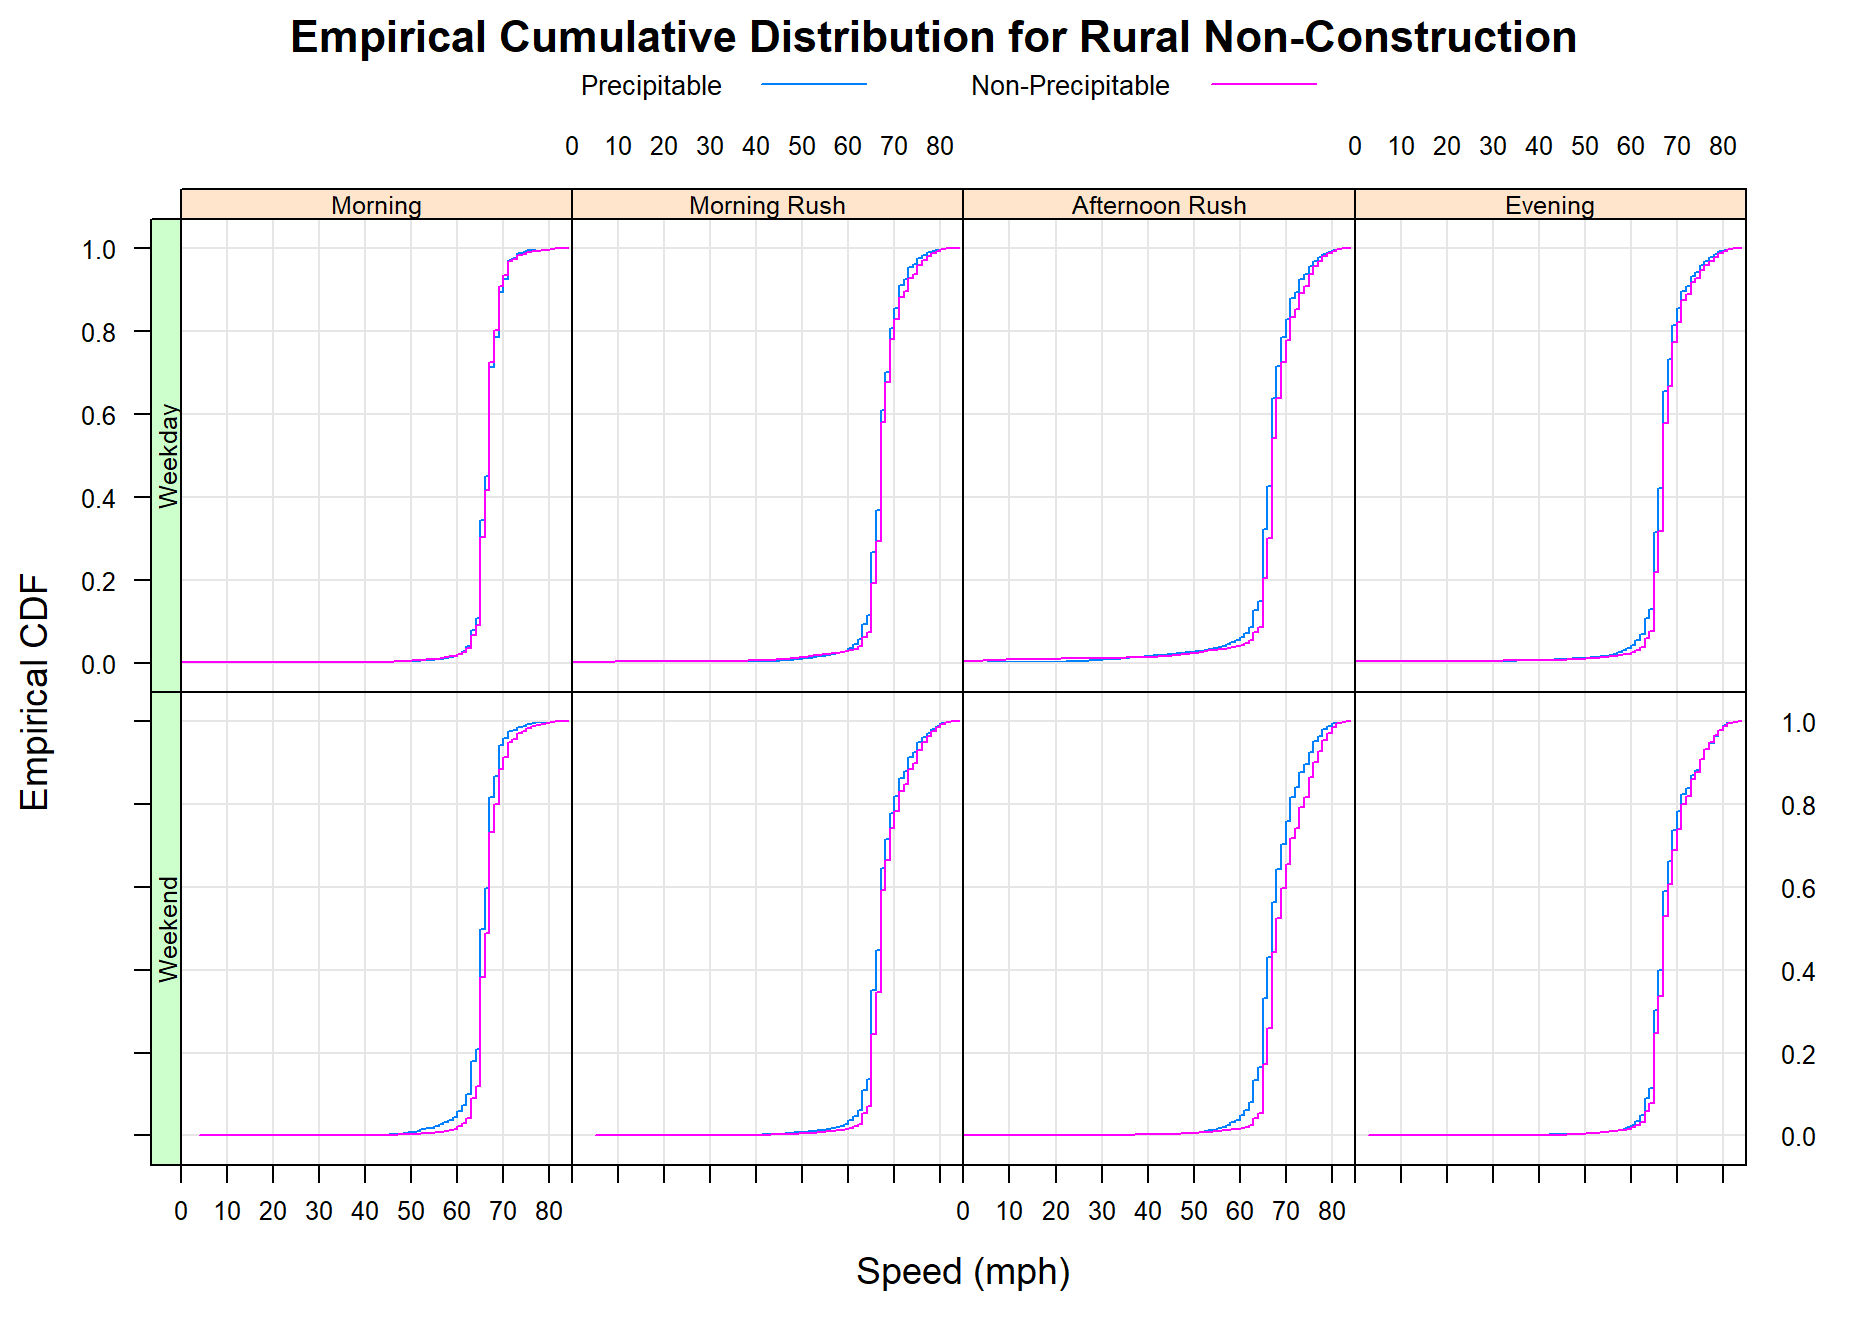 Empirical Cumulative Distribution for Rural Non-Construction
Precipitable Non-Precipitable
0 10 20 30 40 50 60 70 80 0 10 20 30 40 50 60 70 80
Morning Morning Rush Afternoon Rush Evening
Weekday
1.0
0.8
0.6
0.4
0.2
0.0
Empirical CDF
Weekend
1.0
0.8
0.6
0.4
0.2
0.0
0 10 20 30 40 50 60 70 80 0 10 20 30 40 50 60 70 80
Speed (mph)